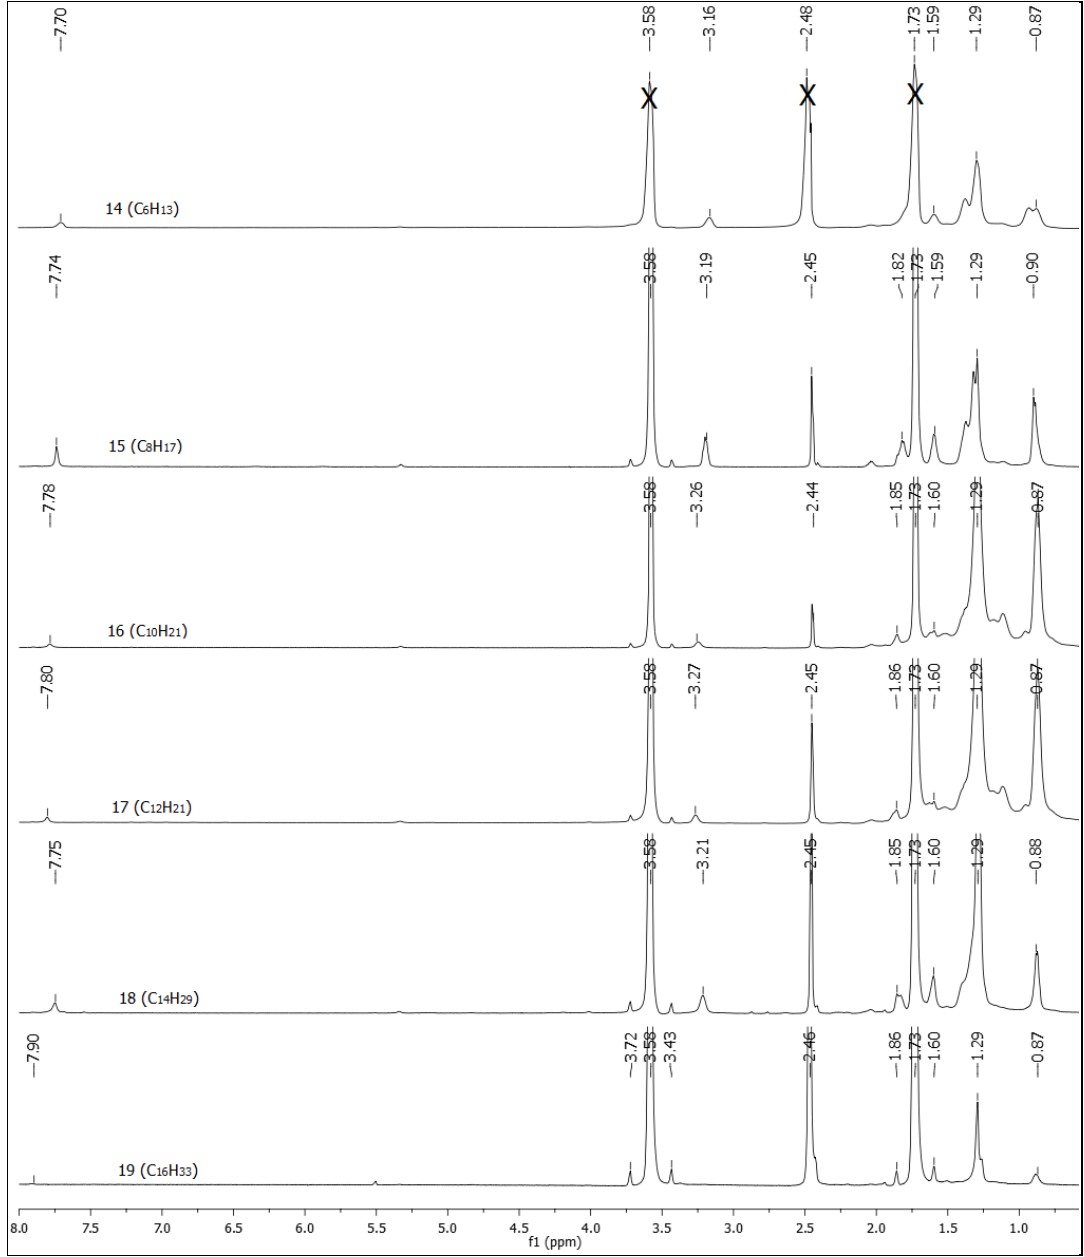 7.70 3.58 3.16 2.48 1.73 1.59 1.29 0.87
X X X
14 (C6H13)
7.74 3.58 3.19 2.45 1.82 1.73 1.59 1.29 0.90
15 (C8H17)
7.78 3.58 3.26 2.44 1.85 1.73 1.60 1.29 0.87
16 (C10H21)
7.80 3.58 3.27 2.45 1.86 1.73 1.60 1.29 0.87
17 (C12H21)
7.75 3.58 3.21 2.45 1.85 1.73 1.60 1.29 0.88
18 (C14H29)
7.90 3.72 3.58 3.43 2.46 1.86 1.73 1.60 1.29 0.87
19 (C16H33)
8.0 7.5 7.0 6.5 6.0 5.5 5.0 4.5 4.0 3.5 3.0 2.5 2.0 1.5 1.0
f1 (ppm)